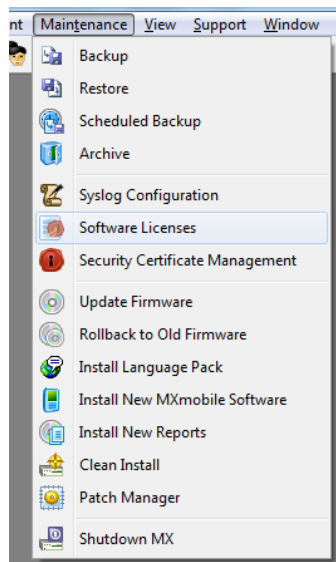 nt Maintenance View Support Window
Backup
Restore
Scheduled Backup
Archive
Syslog Configuration
Software Licenses
Security Certificate Management
Update Firmware
Rollback to Old Firmware
Install Language Pack
Install New MXmobile Software
Install New Reports
Clean Install
Patch Manager
Shutdown MX